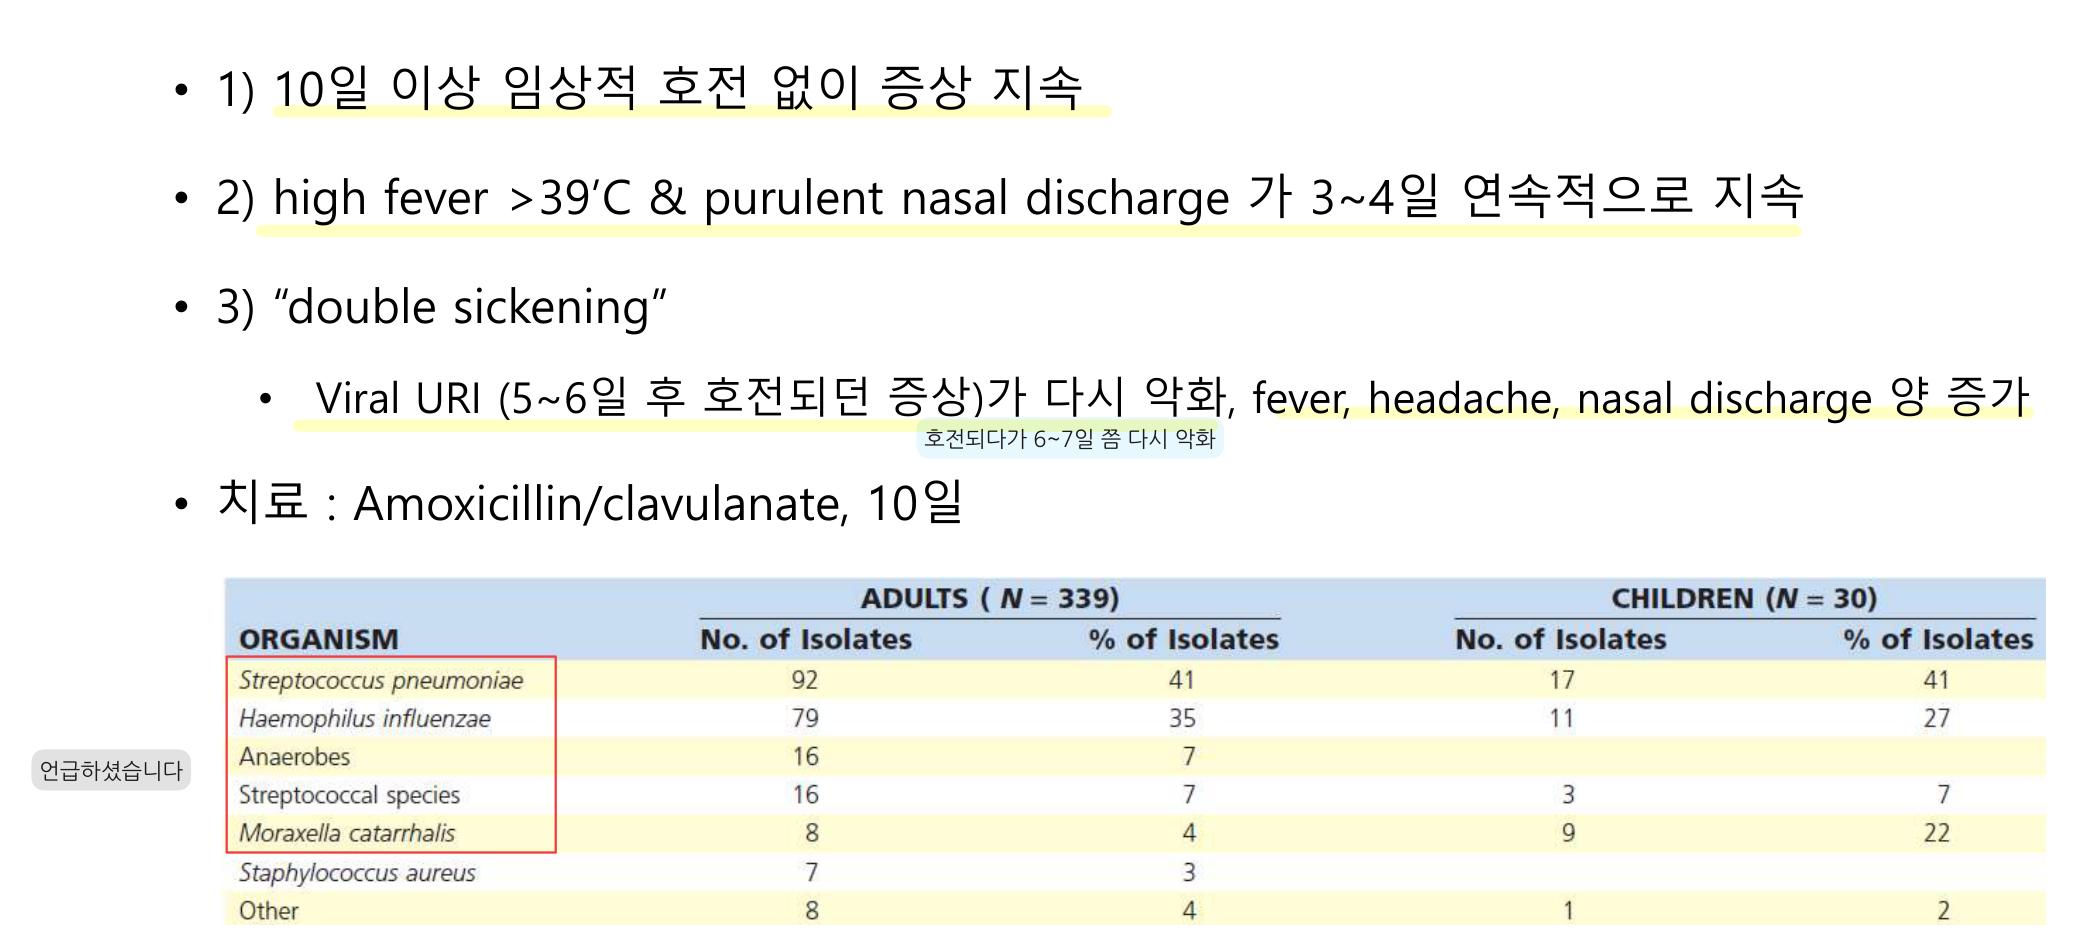 • 1) 10일 이상 임상적 호전 없이 증상 지속
• 2) high fever >39’C & purulent nasal discharge 가 3~4일 연속적으로 지속
• 3) “double sickening”
• Viral URI (5~6일 후 호전되던 증상)가 다시 악화, fever, headache, nasal discharge 양 증가
호전되다가 6~7일 쯤 다시 악화
• 치료 : Amoxicillin/clavulanate, 10일
ADULTS ( N = 339) CHILDREN (N = 30)
ORGANISM No. of Isolates % of Isolates No. of Isolates % of Isolates
Streptococcus pneumoniae 92 41 17 41
Haemophilus influenzae 79 35 11 27
Anaerobes 16 7
언급하셨습니다
Streptococcal species 16 7 3 7
Moraxella catarrhalis 8 4 9 22
Staphylococcus aureus 7 3
Other 8 4 1 2